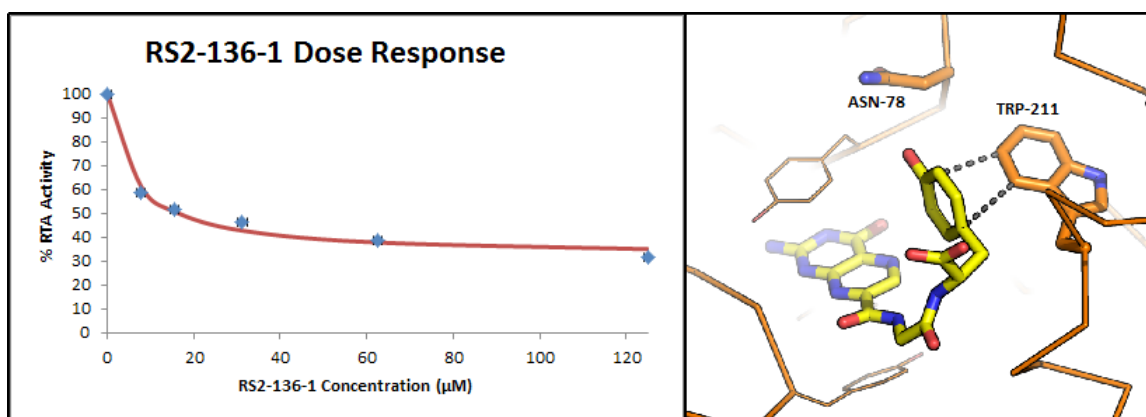 RS2-136-1 Dose Response
100
90
80
70
60
50
40
30
20
10
0
% RTA Activity
0 20 40 60 80 100 120
RS2-136-1 Concentration (µM)
ASN-78
TRP-211